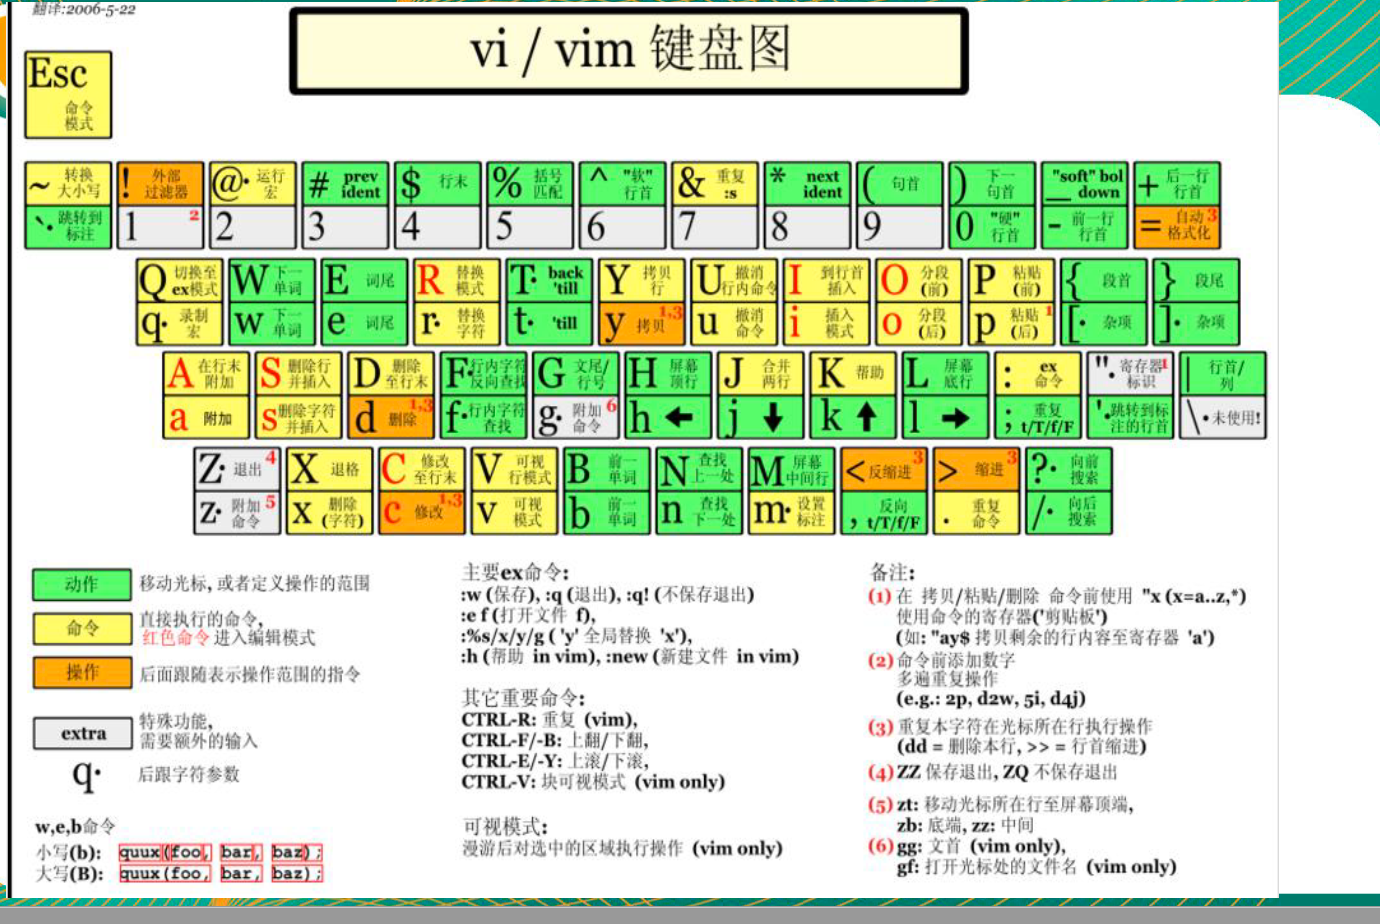 翻译:2006-5-22
vi / vim 键盘图
Esc
命令
模式
~ 转换
大小写
! 外部
过滤器
@· 运行
宏
# prev
ident
$ 行末
% 括号
匹配
^ "软"
行首
& 重复
:s
* next
ident
( 句首
) 下一
句首
"soft" bol
_ down
+ 后一行
行首
`· 跳转到
标注
1 2
2
3
4
5
6
7
8
9
0 "硬"
行首
- 前一行
行首
= 自动 3
格式化
Q 切换至
ex模式
W 下一
单词
E 词尾
R 替换
模式
T· back
'till
Y 拷贝
行
U 撤消
行内命令
I 到行首
插入
O 分段
(前)
P 粘贴
(前)
{ 段首
} 段尾
q· 录制
宏
w 下一
单词
e 词尾
r· 替换
字符
t· 'till
y 拷贝 1,3
u 撤消
命令
i 插入
模式
o 分段
(后)
p 粘贴 1
(后)
[· 杂项
]· 杂项
A 在行末
附加
S 删除行
并插入
D 删除
至行末
F· 行内字符
反向查找
G 文尾/
行号
H 屏幕
顶行
J 合并
两行
K 帮助
L 屏幕
底行
: ex
命令
"· 寄存器 1
标识
| 行首/
列
a 附加
s 删除字符
并插入
d 删除 1,3
f· 行内字符
查找
g· 附加 6
命令
h ←
j ↓
k ↑
l →
; 重复
t/T/f/F
'· 跳转到标
注的行首
\· 未使用!
Z· 退出 4
X 退格
C 修改
至行末
V 可视
行模式
B 前一
单词
N 查找
上一处
M 屏幕
中间行
< 反缩进 3
> 缩进 3
?· 向前
搜索
z· 附加 5
命令
x 删除
(字符)
c 修改 1,3
v 可视
模式
b 前一
单词
n 查找
下一处
m· 设置
标注
, 反向
t/T/f/F
. 重复
命令
/· 向后
搜索
动作 移动光标, 或者定义操作的范围
命令 直接执行的命令,
红色命令 进入编辑模式
操作 后面跟随表示操作范围的指令
extra 特殊功能,
需要额外的输入
q· 后跟字符参数
w,e,b命令
小写(b): quux(foo, bar, baz);
大写(B): quux(foo, bar, baz);
主要ex命令:
:w (保存), :q (退出), :q! (不保存退出)
:e f (打开文件 f),
:%s/x/y/g ( 'y' 全局替换 'x'),
:h (帮助 in vim), :new (新建文件 in vim)
其它重要命令:
CTRL-R: 重复 (vim),
CTRL-F/-B: 上翻/下翻,
CTRL-E/-Y: 上滚/下滚,
CTRL-V: 块可视模式 (vim only)
可视模式:
漫游后对选中的区域执行操作 (vim only)
备注:
(1) 在 拷贝/粘贴/删除 命令前使用 "x (x=a..z,*)
使用命令的寄存器('剪贴板')
(如: "ay$ 拷贝剩余的行内容至寄存器 'a')
(2) 命令前添加数字
多遍重复操作
(e.g.: 2p, d2w, 5i, d4j)
(3) 重复本字符在光标所在行执行操作
(dd = 删除本行, >> = 行首缩进)
(4) ZZ 保存退出, ZQ 不保存退出
(5) zt: 移动光标所在行至屏幕顶端,
zb: 底端, zz: 中间
(6) gg: 文首 (vim only),
gf: 打开光标处的文件名 (vim only)